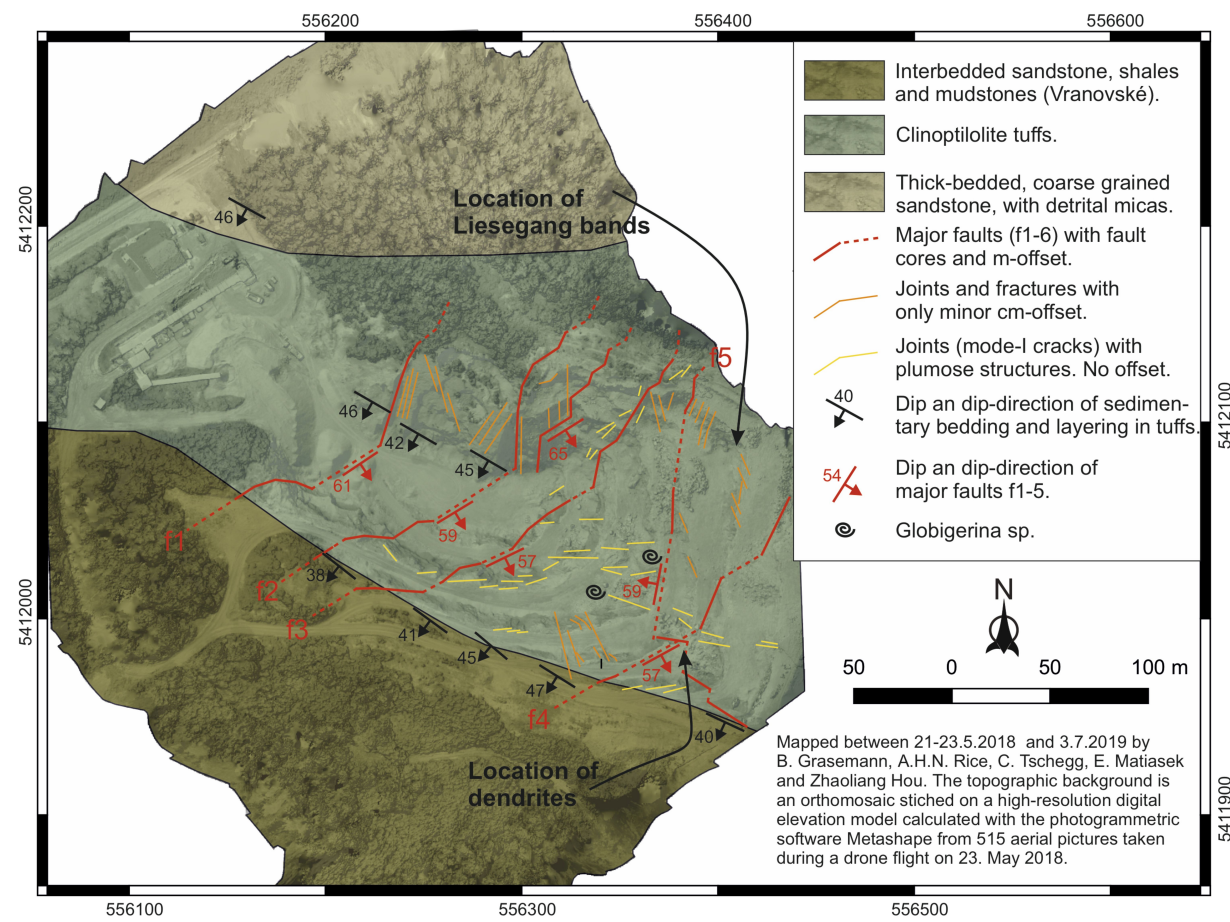 556200
556400
556600
Interbedded sandstone, shales
and mudstones (Vranovské).
Clinoptilolite tuffs.
Thick-bedded, coarse grained
sandstone, with detrital micas.
Major faults (f1-6) with fault
cores and m-offset.
Joints and fractures with
only minor cm-offset.
Joints (mode-I cracks) with
plumose structures. No offset.
40
Dip an dip-direction of sedimen-
tary bedding and layering in tuffs.
54
Dip an dip-direction of
major faults f1-5.
Globigerina sp.
5412200
5412100
5412000
5411900
Location of
Liesegang bands
46
f5
46
42
45
65
61
59
57
59
57
f1
f2
f3
f4
38
41
45
47
40
Location of
dendrites
N
50
0
50
100 m
Mapped between 21-23.5.2018 and 3.7.2019 by
B. Grasemann, A.H.N. Rice, C. Tschegg, E. Matiasek
and Zhaoliang Hou. The topographic background is
an orthomosaic stiched on a high-resolution digital
elevation model calculated with the photogrammetric
software Metashape from 515 aerial pictures taken
during a drone flight on 23. May 2018.
556100
556300
556500